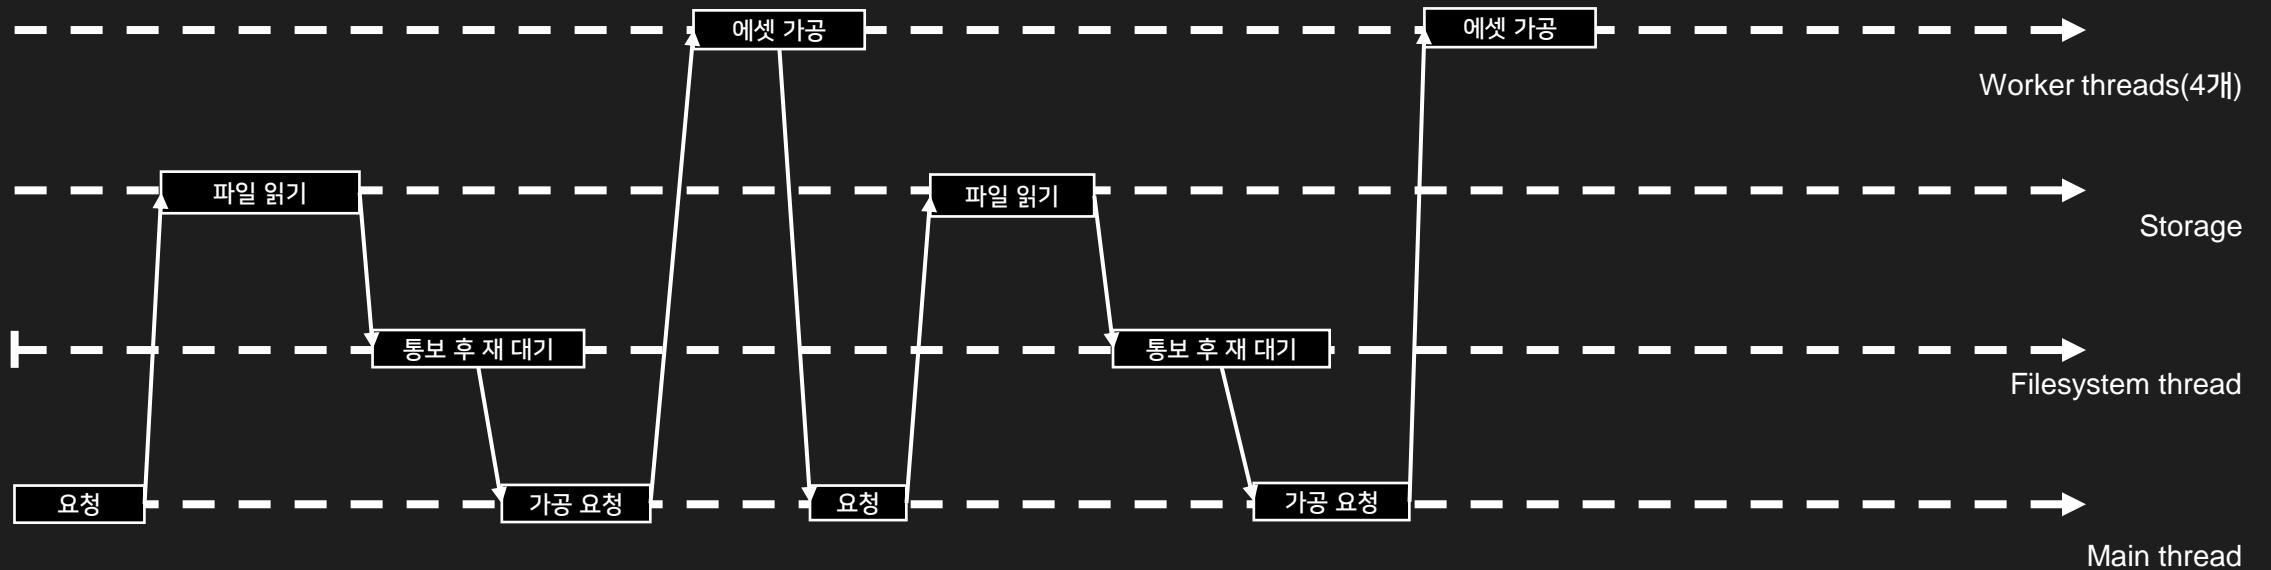 에셋 가공
에셋 가공
Worker threads(4개)
파일 읽기
파일 읽기
Storage
통보 후 재 대기
통보 후 재 대기
Filesystem thread
요청
가공 요청
요청
가공 요청
Main thread